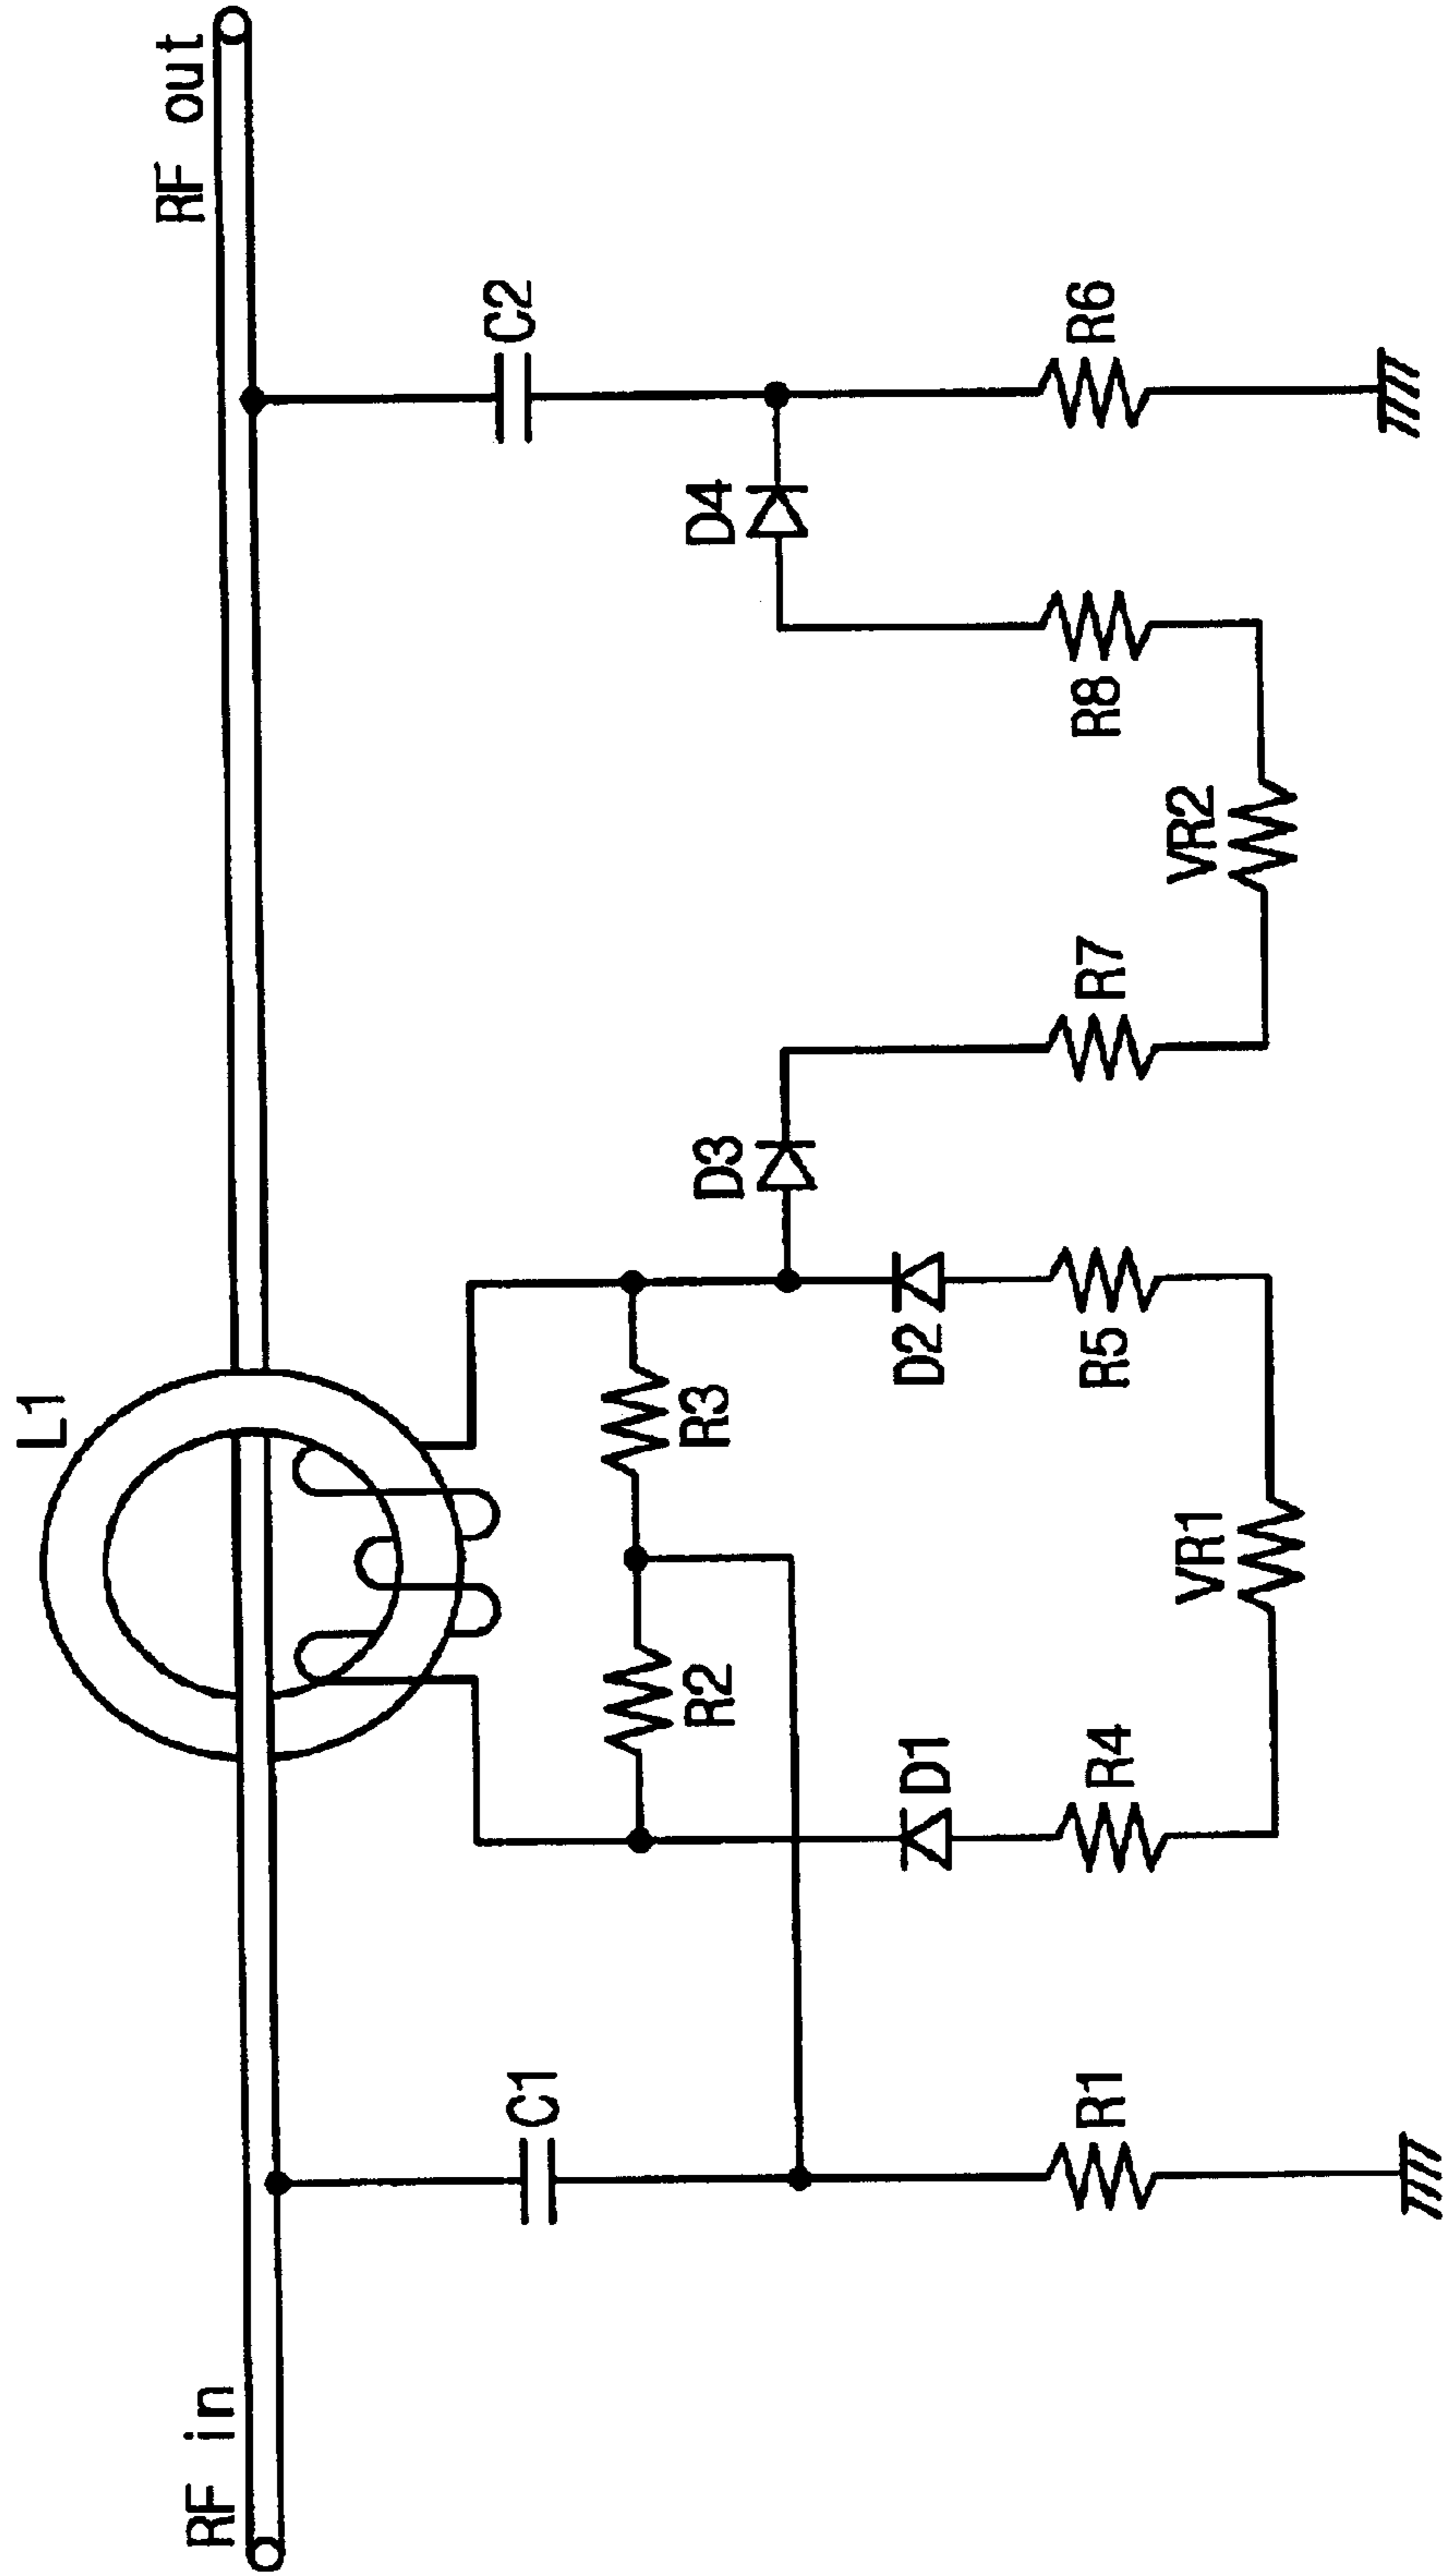 L1
RF in
RF out
C1
C2
R2
R3
D3
D4
D1
D2
R1
R4
R5
R7
R8
R6
VR1
VR2